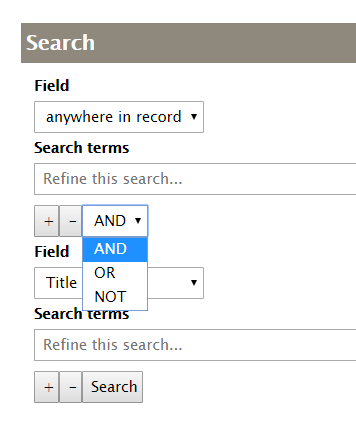 Search
Field
anywhere in record
Search terms
Refine this search...
+ - AND
AND
OR
NOT
Field
Title
Search terms
Refine this search...
+ - Search